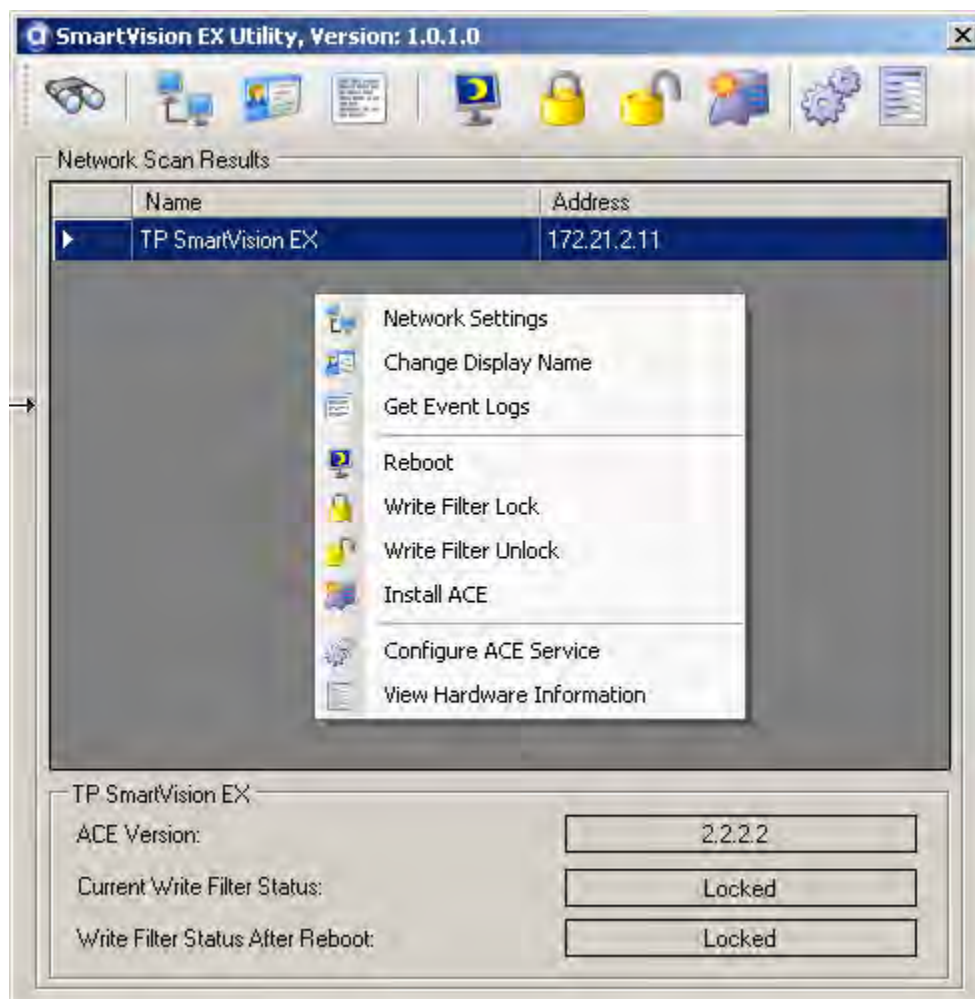 SmartVision EX Utility, Version: 1.0.1.0
Network Scan Results
Name Address
TP SmartVision EX 172.21.2.11
Network Settings
Change Display Name
Get Event Logs
Reboot
Write Filter Lock
Write Filter Unlock
Install ACE
Configure ACE Service
View Hardware Information
TP SmartVision EX
ACE Version: 2.2.2.2
Current Write Filter Status: Locked
Write Filter Status After Reboot: Locked